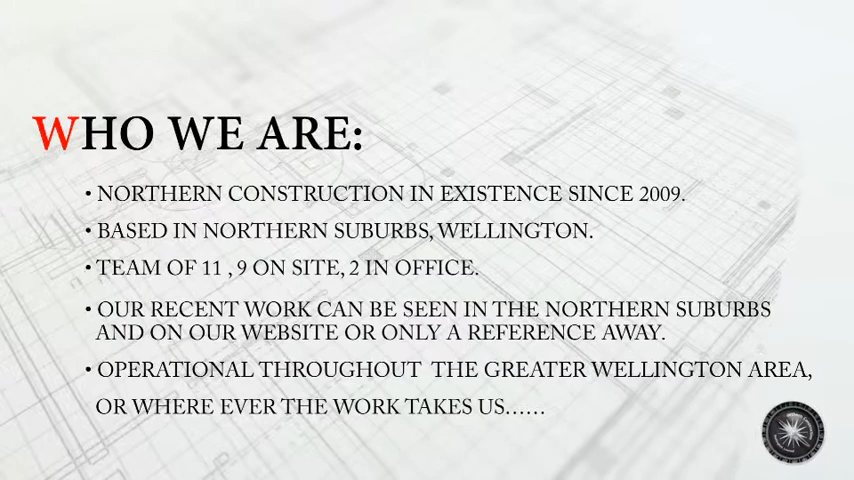 WHO WE ARE:
• NORTHERN CONSTRUCTION IN EXISTENCE SINCE 2009.
• BASED IN NORTHERN SUBURBS, WELLINGTON.
• TEAM OF 11 , 9 ON SITE, 2 IN OFFICE.
• OUR RECENT WORK CAN BE SEEN IN THE NORTHERN SUBURBS
AND ON OUR WEBSITE OR ONLY A REFERENCE AWAY.
• OPERATIONAL THROUGHOUT THE GREATER WELLINGTON AREA,
OR WHERE EVER THE WORK TAKES US......